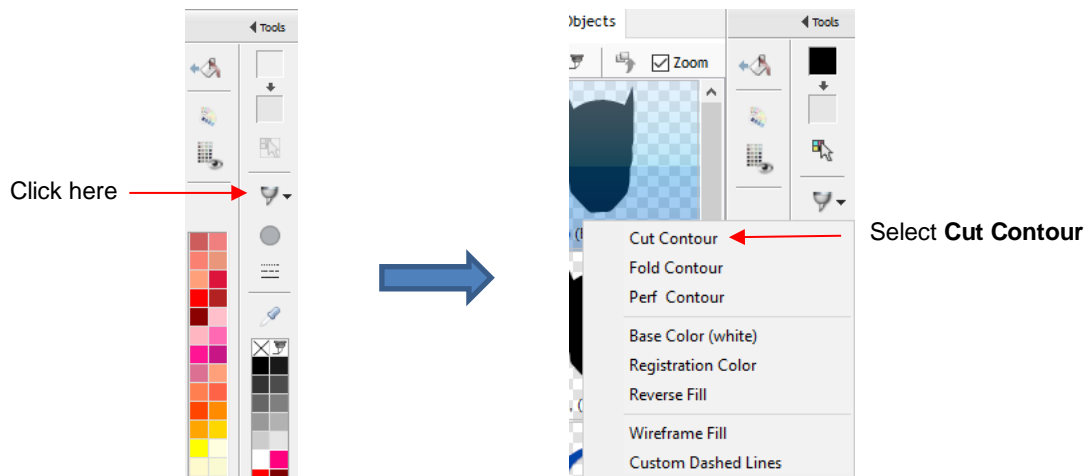 Tools
Click here
Objects
Tools
Zoom
Cut Contour
Select Cut Contour
Fold Contour
Perf Contour
Base Color (white)
Registration Color
Reverse Fill
Wireframe Fill
Custom Dashed Lines